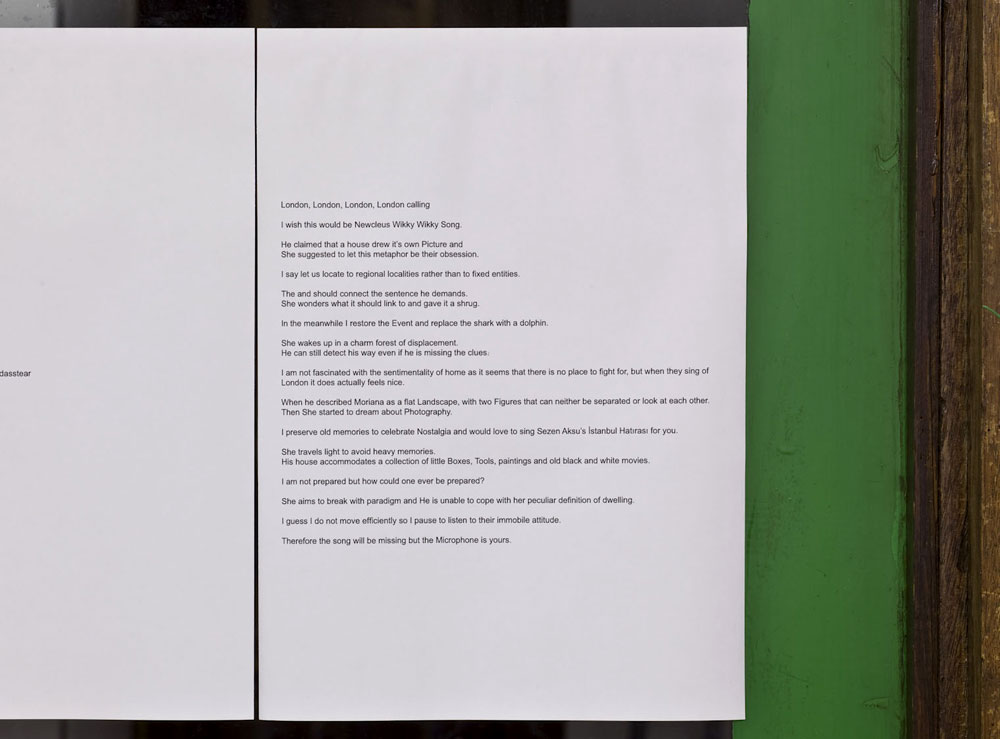 dasstear
London, London, London, London calling
I wish this would be Newcleus Wikky Wikky Song.
He claimed that a house drew it's own Picture and
She suggested to let this metaphor be their obsession.
I say let us locate to regional localities rather than to fixed entities.
The and should connect the sentence he demands.
She wonders what it should link to and gave it a shrug.
In the meanwhile I restore the Event and replace the shark with a dolphin.
She wakes up in a charm forest of displacement.
He can still detect his way even if he is missing the clues.
I am not fascinated with the sentimentality of home as it seems that there is no place to fight for, but when they sing of
London it does actually feels nice.
When he described Moriana as a flat Landscape, with two Figures that can neither be separated or look at each other.
Then She started to dream about Photography.
I preserve old memories to celebrate Nostalgia and would love to sing Sezen Aksu's İstanbul Hatırası for you.
She travels light to avoid heavy memories.
His house accommodates a collection of little Boxes, Tools, paintings and old black and white movies.
I am not prepared but how could one ever be prepared?
She aims to break with paradigm and He is unable to cope with her peculiar definition of dwelling.
I guess I do not move efficiently so I pause to listen to their immobile attitude.
Therefore the song will be missing but the Microphone is yours.